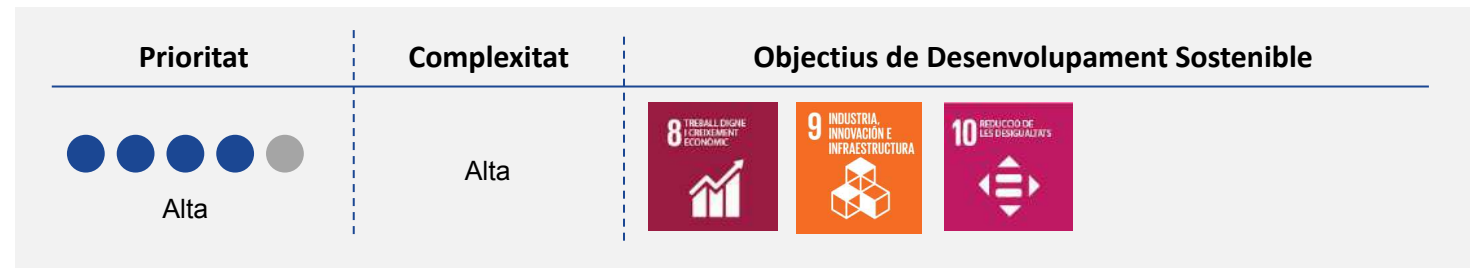 Prioritat
Complexitat
Objectius de Desenvolupament Sostenible
Alta
Alta
8 TREBALL DIGNE
I CREIXEMENT
ECONOMIC
9 INDUSTRIA,
INNOVACIÓN E
INFRAESTRUCTURA
10 REDUCCIÓ DE
LES DESIGUALTATS